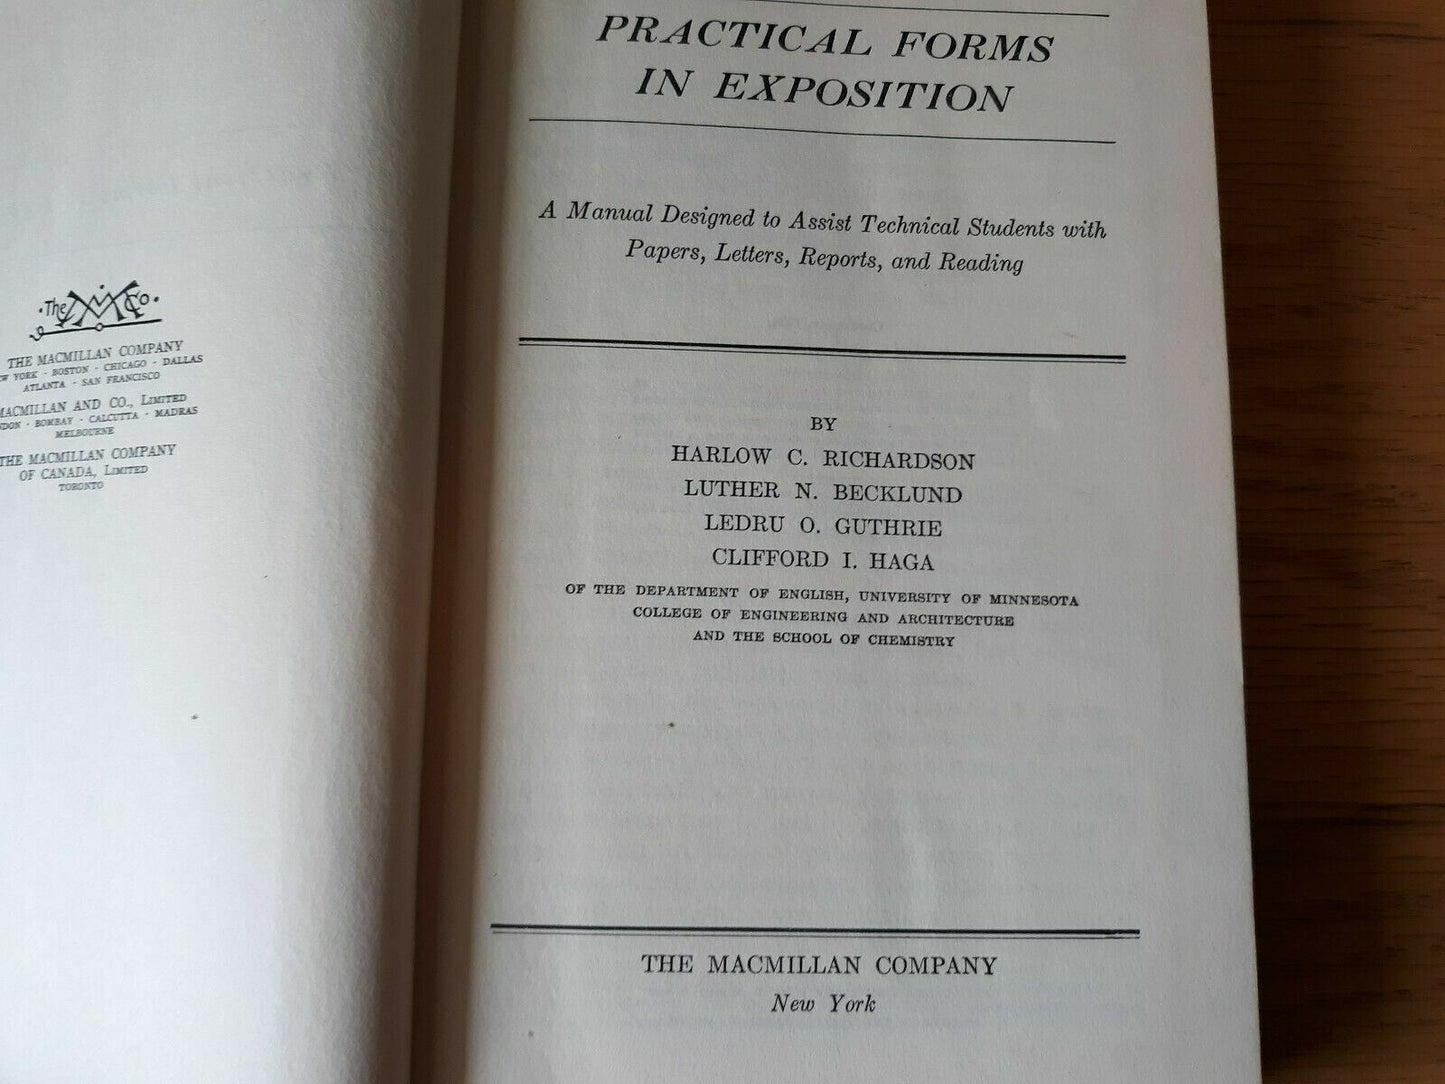 The M Co.
THE MACMILLAN COMPANY
YORK · BOSTON · CHICAGO · DALLAS
ATLANTA · SAN FRANCISCO
MACMILLAN AND CO., LIMITED
BOMBAY · CALCUTTA · MADRAS
MELBOURNE
THE MACMILLAN COMPANY
OF CANADA, LIMITED
TORONTO
PRACTICAL FORMS
IN EXPOSITION
A Manual Designed to Assist Technical Students with
Papers, Letters, Reports, and Reading
BY
HARLOW C. RICHARDSON
LUTHER N. BECKLUND
LEDRU O. GUTHRIE
CLIFFORD I. HAGA
OF THE DEPARTMENT OF ENGLISH, UNIVERSITY OF MINNESOTA
COLLEGE OF ENGINEERING AND ARCHITECTURE
AND THE SCHOOL OF CHEMISTRY
THE MACMILLAN COMPANY
New York